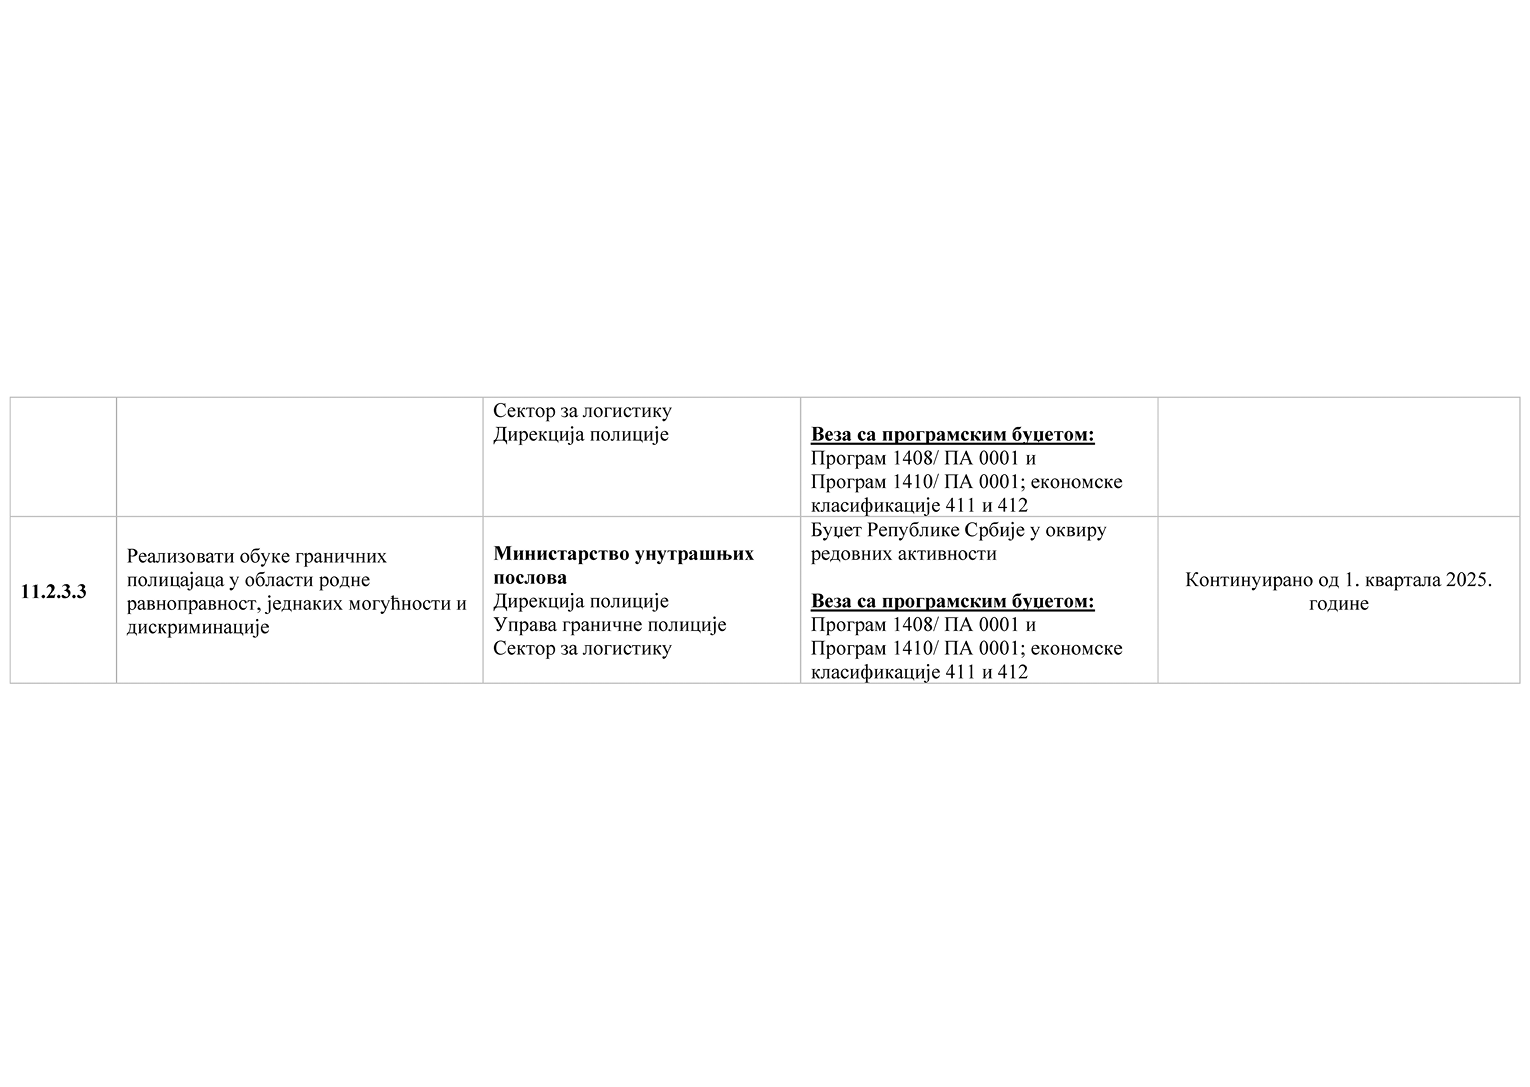 Сектор за логистику
Дирекција полиције
Веза са програмским буџетом:
Програм 1408/ ПА 0001 и
Програм 1410/ ПА 0001; економске
класификације 411 и 412
11.2.3.3
Реализовати обуке граничних
полицајаца у области родне
равноправност, једнаких могућности и
дискриминације
Министарство унутрашњих
послова
Дирекција полиције
Управа граничне полиције
Сектор за логистику
Буџет Републике Србије у оквиру
редовних активности
Веза са програмским буџетом:
Програм 1408/ ПА 0001 и
Програм 1410/ ПА 0001; економске
класификације 411 и 412
Континуирано од 1. квартала 2025.
године